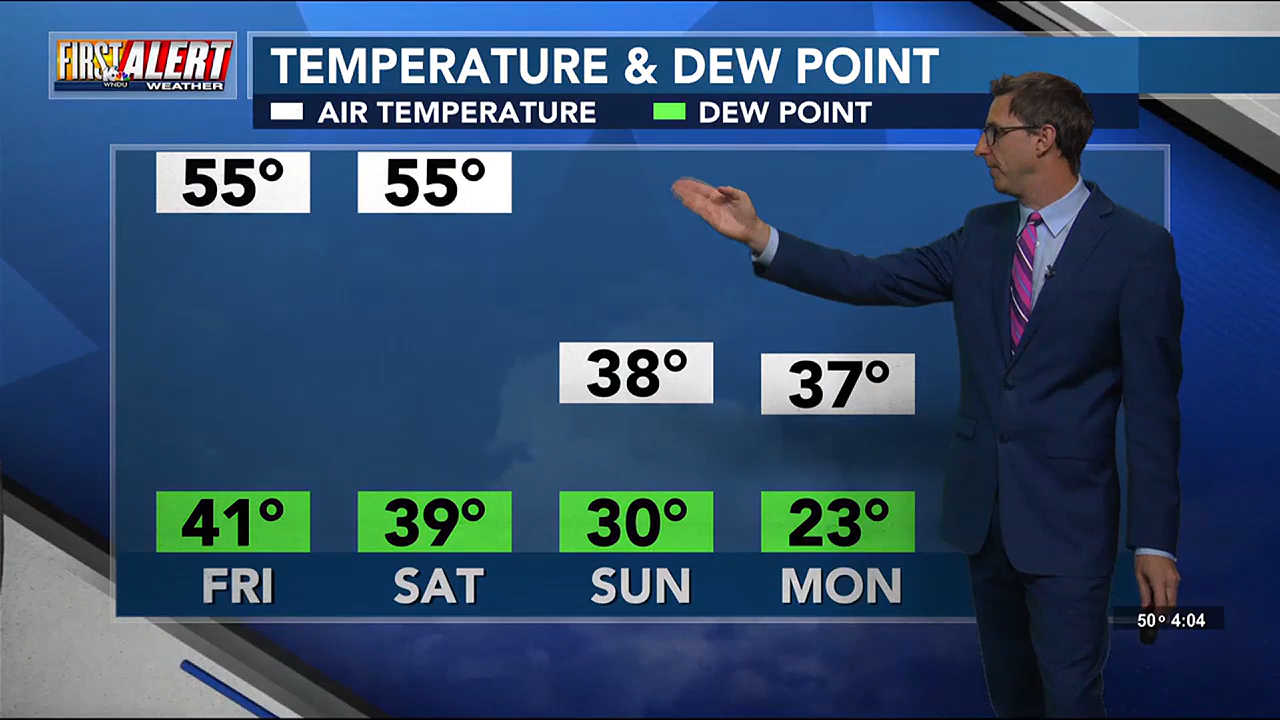 FIRST ALERT
16
WNDU
WEATHER
TEMPERATURE & DEW POINT
AIR TEMPERATURE
DEW POINT
55° 55°
38° 37°
41° 39° 30° 23°
FRI SAT SUN MON
50° 4:04